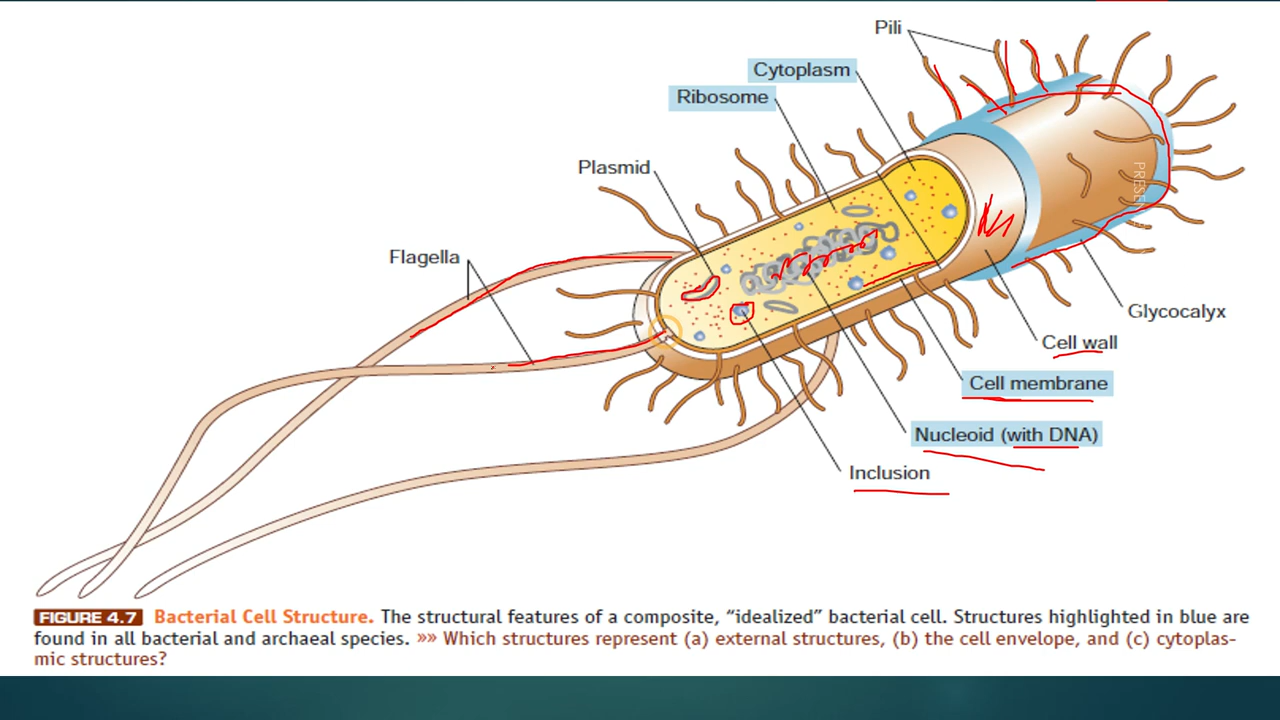 Pili
Cytoplasm
Ribosome
Plasmid
Flagella
Glycocalyx
Cell wall
Cell membrane
Nucleoid (with DNA)
Inclusion
FIGURE 4.7 Bacterial Cell Structure. The structural features of a composite, “idealized” bacterial cell. Structures highlighted in blue are
found in all bacterial and archaeal species. »» Which structures represent (a) external structures, (b) the cell envelope, and (c) cytoplas-
mic structures?